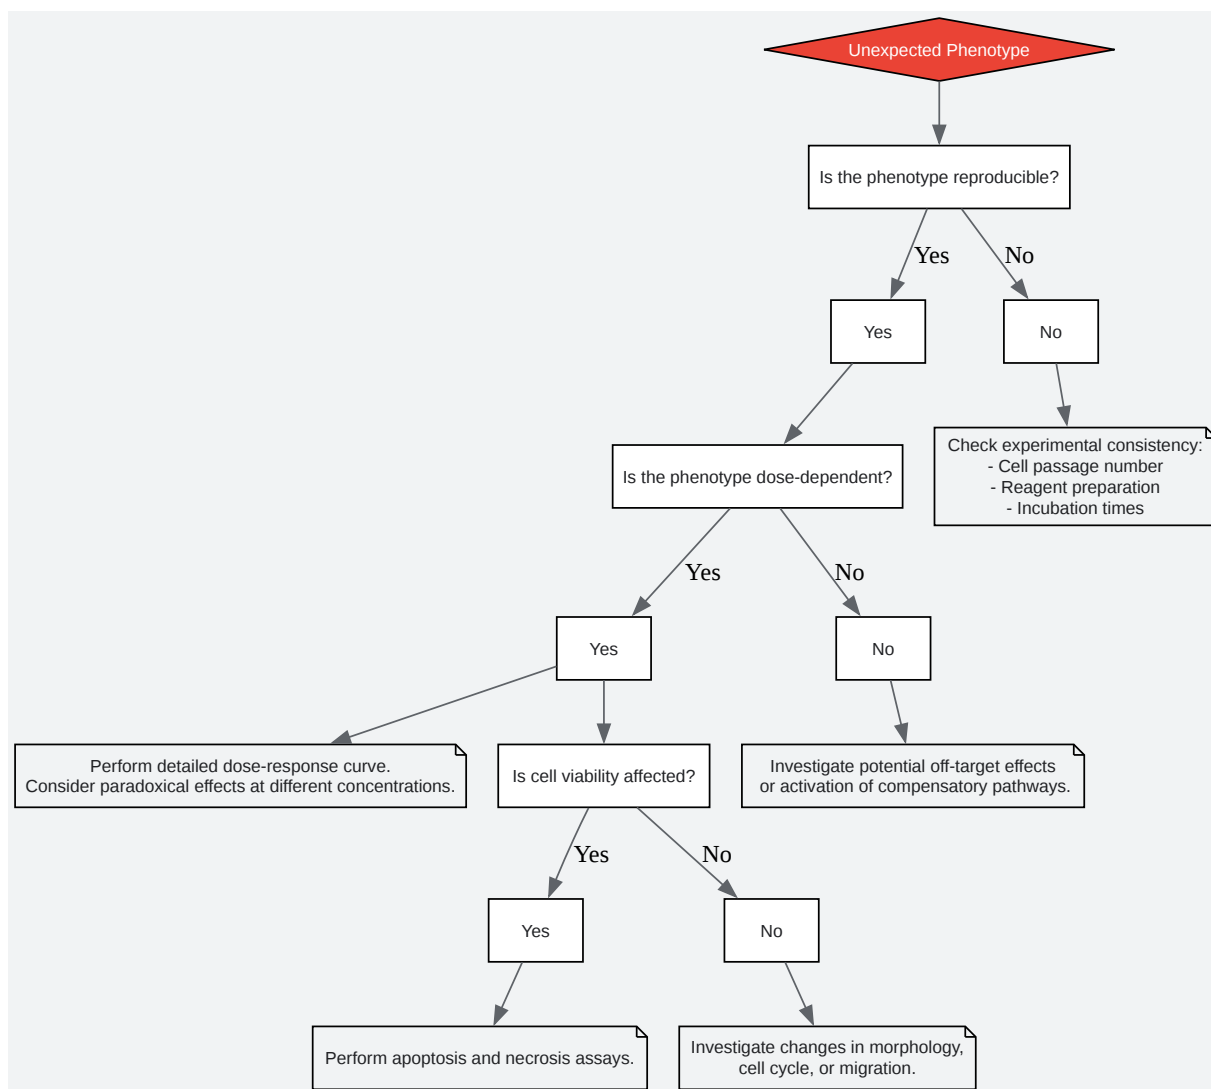 Unexpected Phenotype
Is the phenotype reproducible?
Yes
No
Yes
No
Check experimental consistency:
- Cell passage number
- Reagent preparation
- Incubation times
Is the phenotype dose-dependent?
Yes
No
Yes
No
Perform detailed dose-response curve.
Consider paradoxical effects at different concentrations.
Is cell viability affected?
Investigate potential off-target effects
or activation of compensatory pathways.
Yes
No
Yes
No
Perform apoptosis and necrosis assays.
Investigate changes in morphology,
cell cycle, or migration.